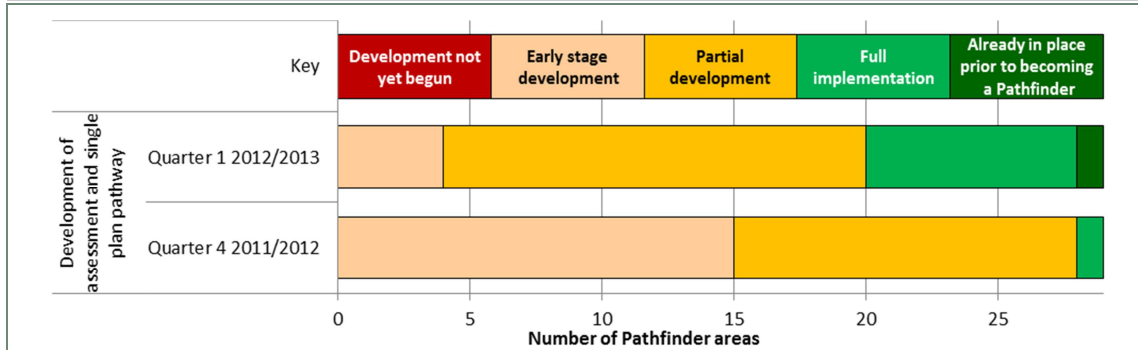 Key
Development not
yet begun
Early stage
development
Partial
development
Full
implementation
Already in place
prior to becoming
a Pathfinder
Development of
assessment and single
plan pathway
Quarter 1 2012/2013
Quarter 4 2011/2012
0 5 10 15 20 25
Number of Pathfinder areas